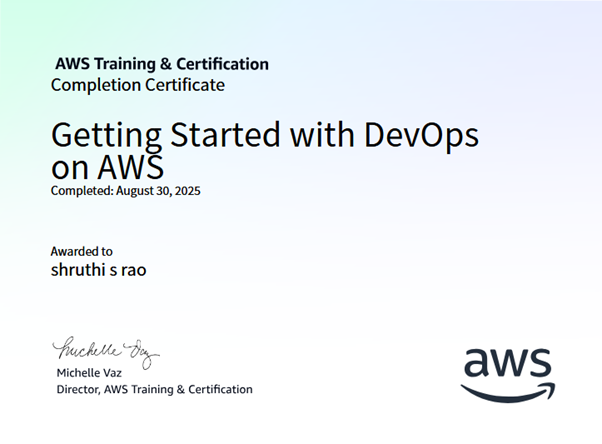 AWS Training & Certification
Completion Certificate
Getting Started with DevOps
on AWS
Completed: August 30, 2025
Awarded to
shruthi s rao
Michelle Vaz
Michelle Vaz
Director, AWS Training & Certification
aws